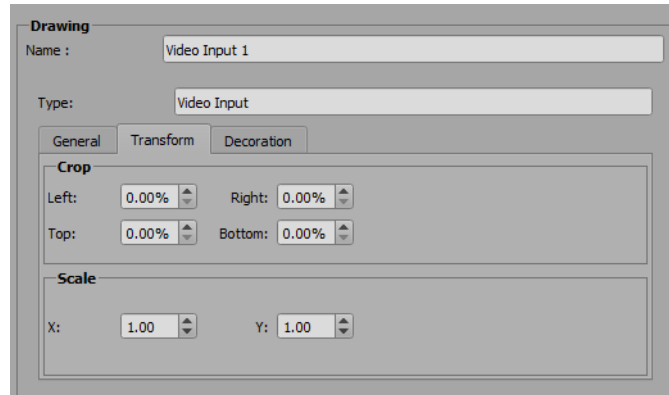 Drawing
Name : Video Input 1
Type: Video Input
General Transform Decoration
Crop
Left: 0.00% Right: 0.00%
Top: 0.00% Bottom: 0.00%
Scale
X: 1.00 Y: 1.00